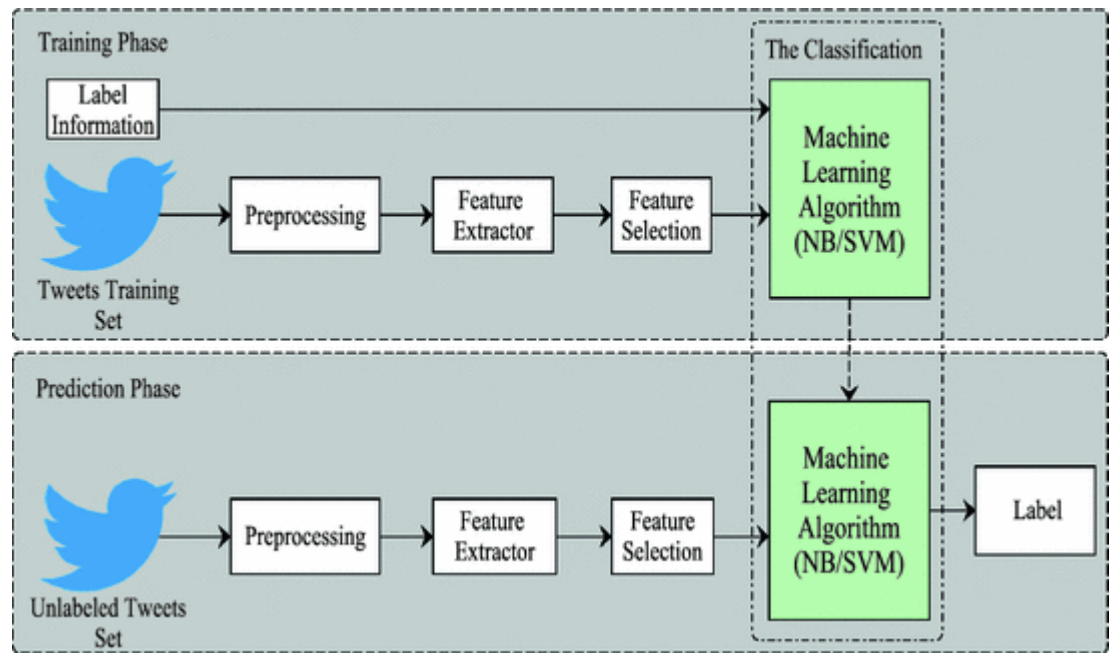 Training Phase
The Classification
Label
Information
Machine
Learning
Algorithm
(NB/SVM)
Preprocessing
Feature
Extractor
Feature
Selection
Tweets Training
Set
Prediction Phase
Machine
Learning
Algorithm
(NB/SVM)
Label
Preprocessing
Feature
Extractor
Feature
Selection
Unlabeled Tweets
Set